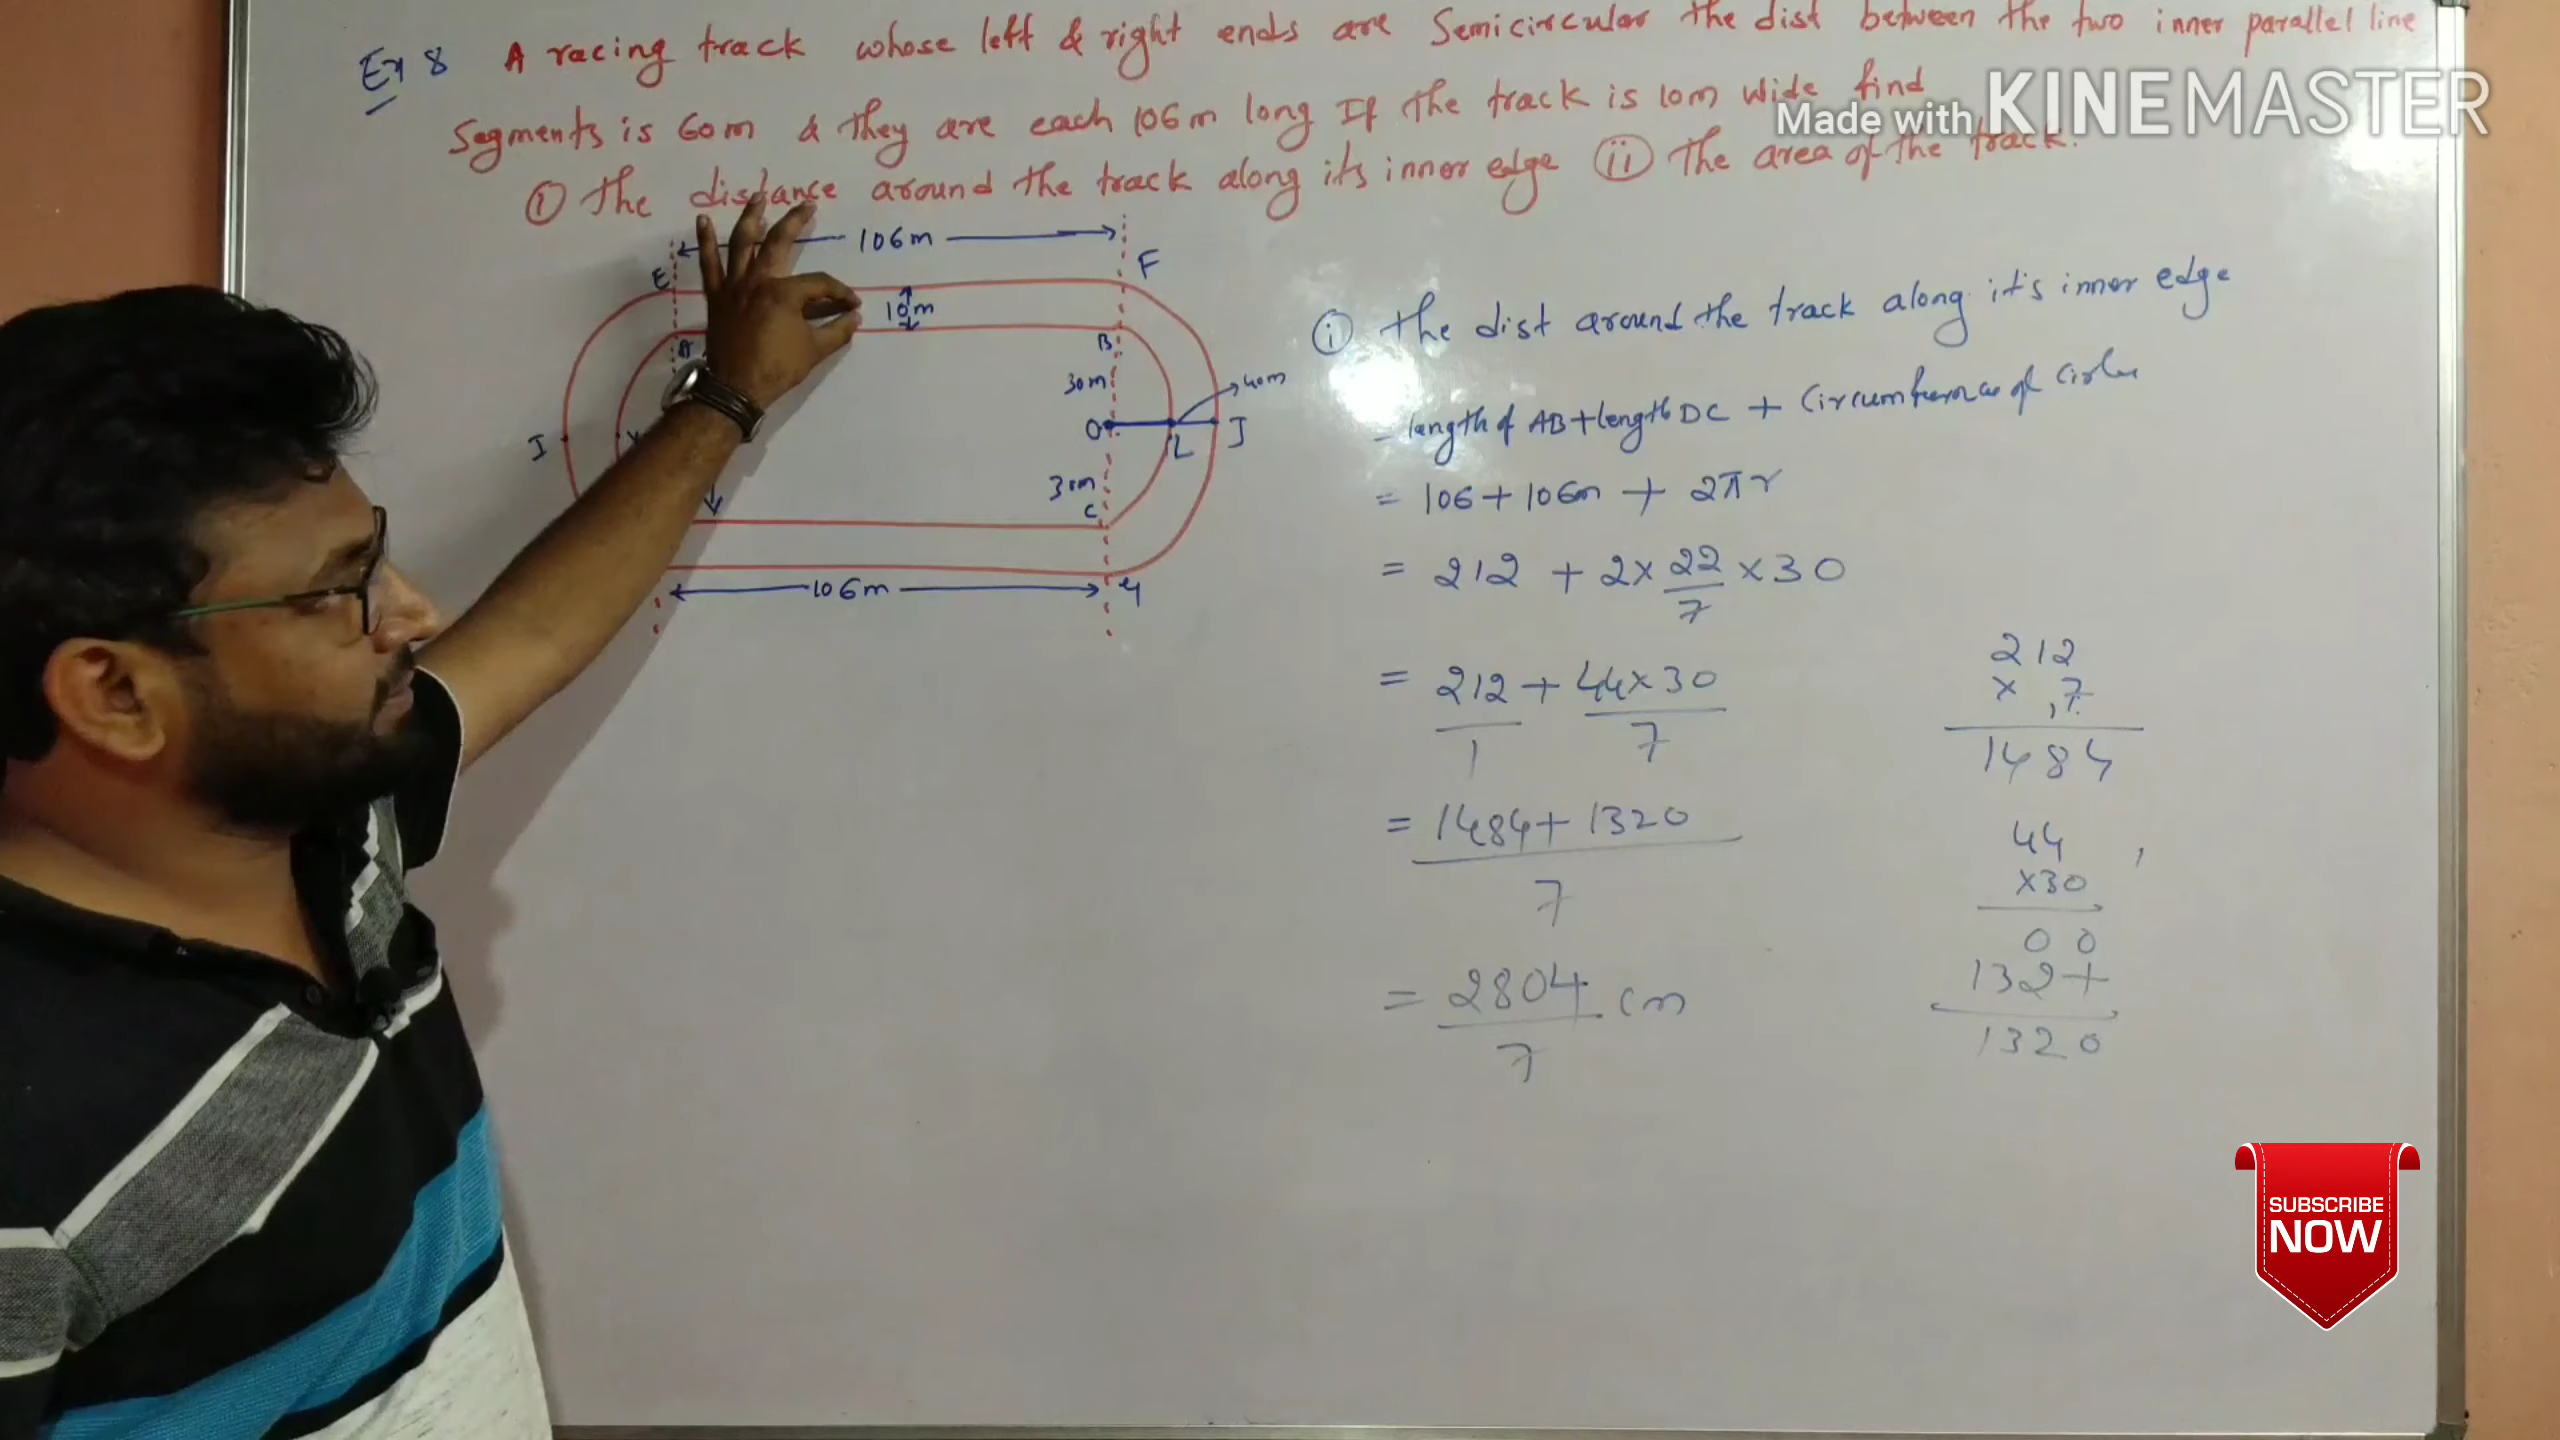 Ex 8 A racing track whose left & right ends are Semicircular the dist between the two inner parallel line
Segments is 60m & they are each 106m long If the track is 10m wide find
Made with KINEMASTER
① the distance around the track along its inner edge ⅱ The area of the track.
106m
E
F
10m
A
B
30m
40m
O
I
L
J
30m
C
106m
G
ⓘ the dist around the track along it's inner edge
= length of AB + length DC + Circumference of Circle
= 106 + 106m + 2πr
= 212 + 2 × 22/7 × 30
= 212/1 + 44×30/7
= 1484 + 1320
7
= 2804/7 cm
212
× 7
1484
44
×30
00
132+
1320
SUBSCRIBE
NOW